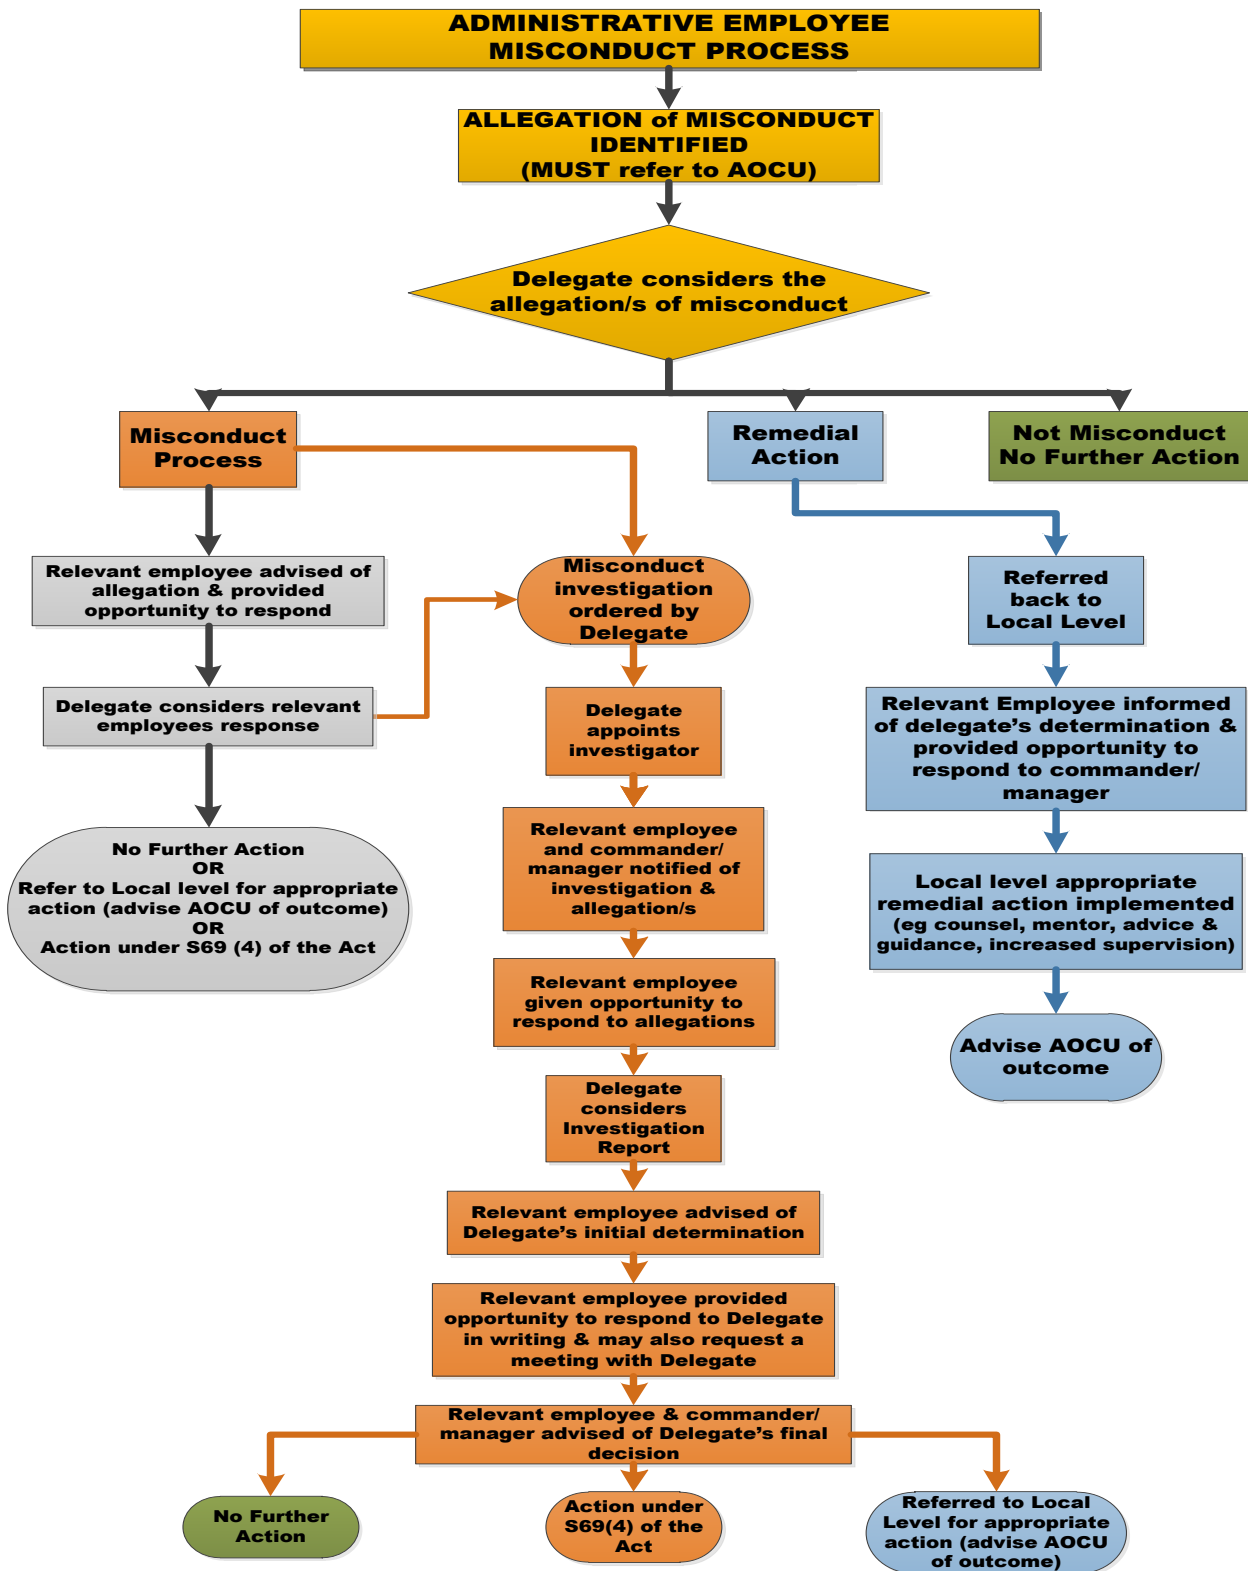 ADMINISTRATIVE EMPLOYEE
MISCONDUCT PROCESS
ALLEGATION of MISCONDUCT
IDENTIFIED
(MUST refer to AOCU)
Delegate considers the
allegation/s of misconduct
Misconduct
Process
Remedial
Action
Not Misconduct
No Further Action
Relevant employee advised of
allegation & provided
opportunity to respond
Delegate considers relevant
employees response
No Further Action
OR
Refer to Local level for appropriate
action (advise AOCU of outcome)
OR
Action under S69 (4) of the Act
Misconduct
investigation
ordered by
Delegate
Delegate
appoints
investigator
Relevant employee
and commander/
manager notified of
investigation &
allegation/s
Relevant employee
given opportunity to
respond to allegations
Delegate
considers
Investigation
Report
Relevant employee advised of
Delegate’s initial determination
Relevant employee provided
opportunity to respond to Delegate
in writing & may also request a
meeting with Delegate
Relevant employee & commander/
manager advised of Delegate’s final
decision
No Further
Action
Action under
S69(4) of the
Act
Referred to Local
Level for appropriate
action (advise AOCU
of outcome)
Referred
back to
Local Level
Relevant Employee informed
of delegate’s determination &
provided opportunity to
respond to commander/
manager
Local level appropriate
remedial action implemented
(eg counsel, mentor, advice &
guidance, increased supervision)
Advise AOCU of
outcome